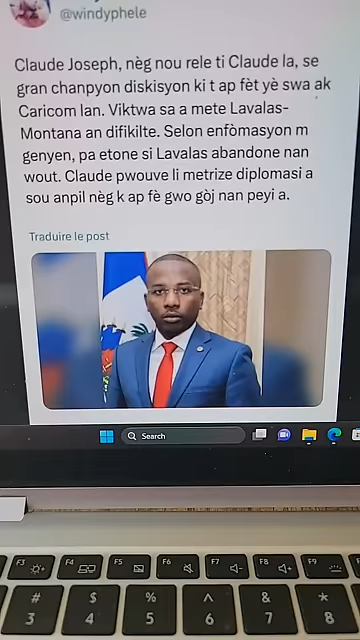 @windyphele
Claude Joseph, nèg nou rele ti Claude la, se
gran chanpyon diskisyon ki t ap fèt yè swa ak
Caricom lan. Viktwa sa a mete Lavalas-
Montana an difikilte. Selon enfòmasyon m
genyen, pa etone si Lavalas abandone nan
wout. Claude pwouve li metrize diplomasi a
sou anpil nèg k ap fè gwo gòj nan peyi a.
Traduire le post
Search
F3
F4
F5
F6
F7
F8
F9
# $ % ^ & *
3 4 5 6 7 8